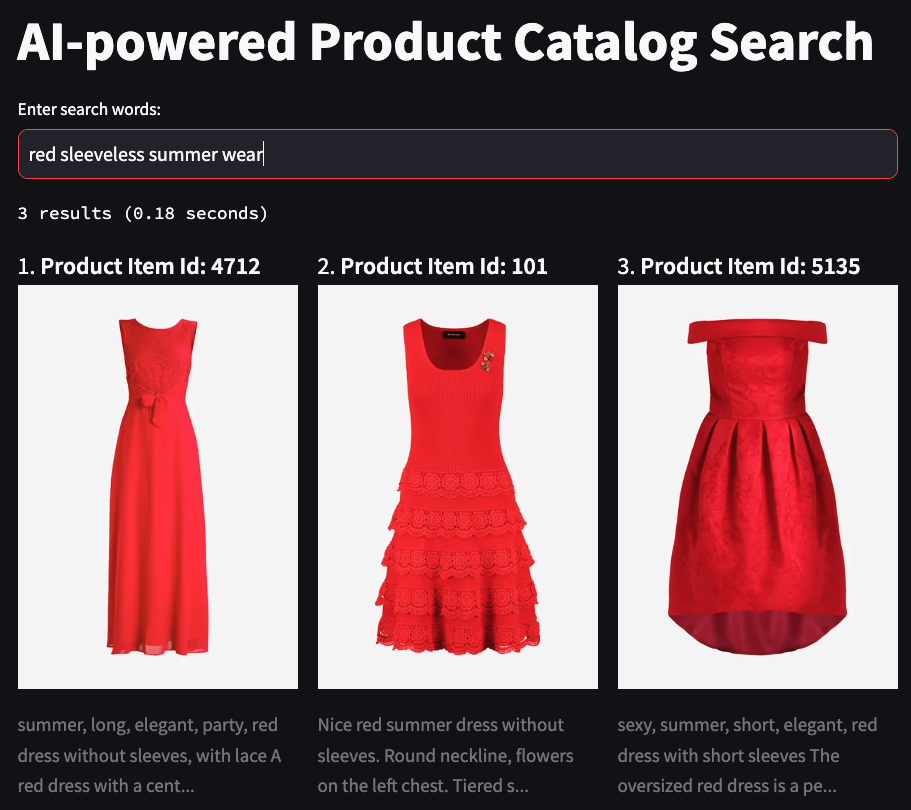 AI-powered Product Catalog Search
Enter search words:
red sleeveless summer wear
3 results (0.18 seconds)
1. Product Item Id: 4712
2. Product Item Id: 101
3. Product Item Id: 5135
summer, long, elegant, party, red
dress without sleeves, with lace A
red dress with a cent...
Nice red summer dress without
sleeves. Round neckline, flowers
on the left chest. Tiered s...
sexy, summer, short, elegant, red
dress with short sleeves The
oversized red dress is a pe...